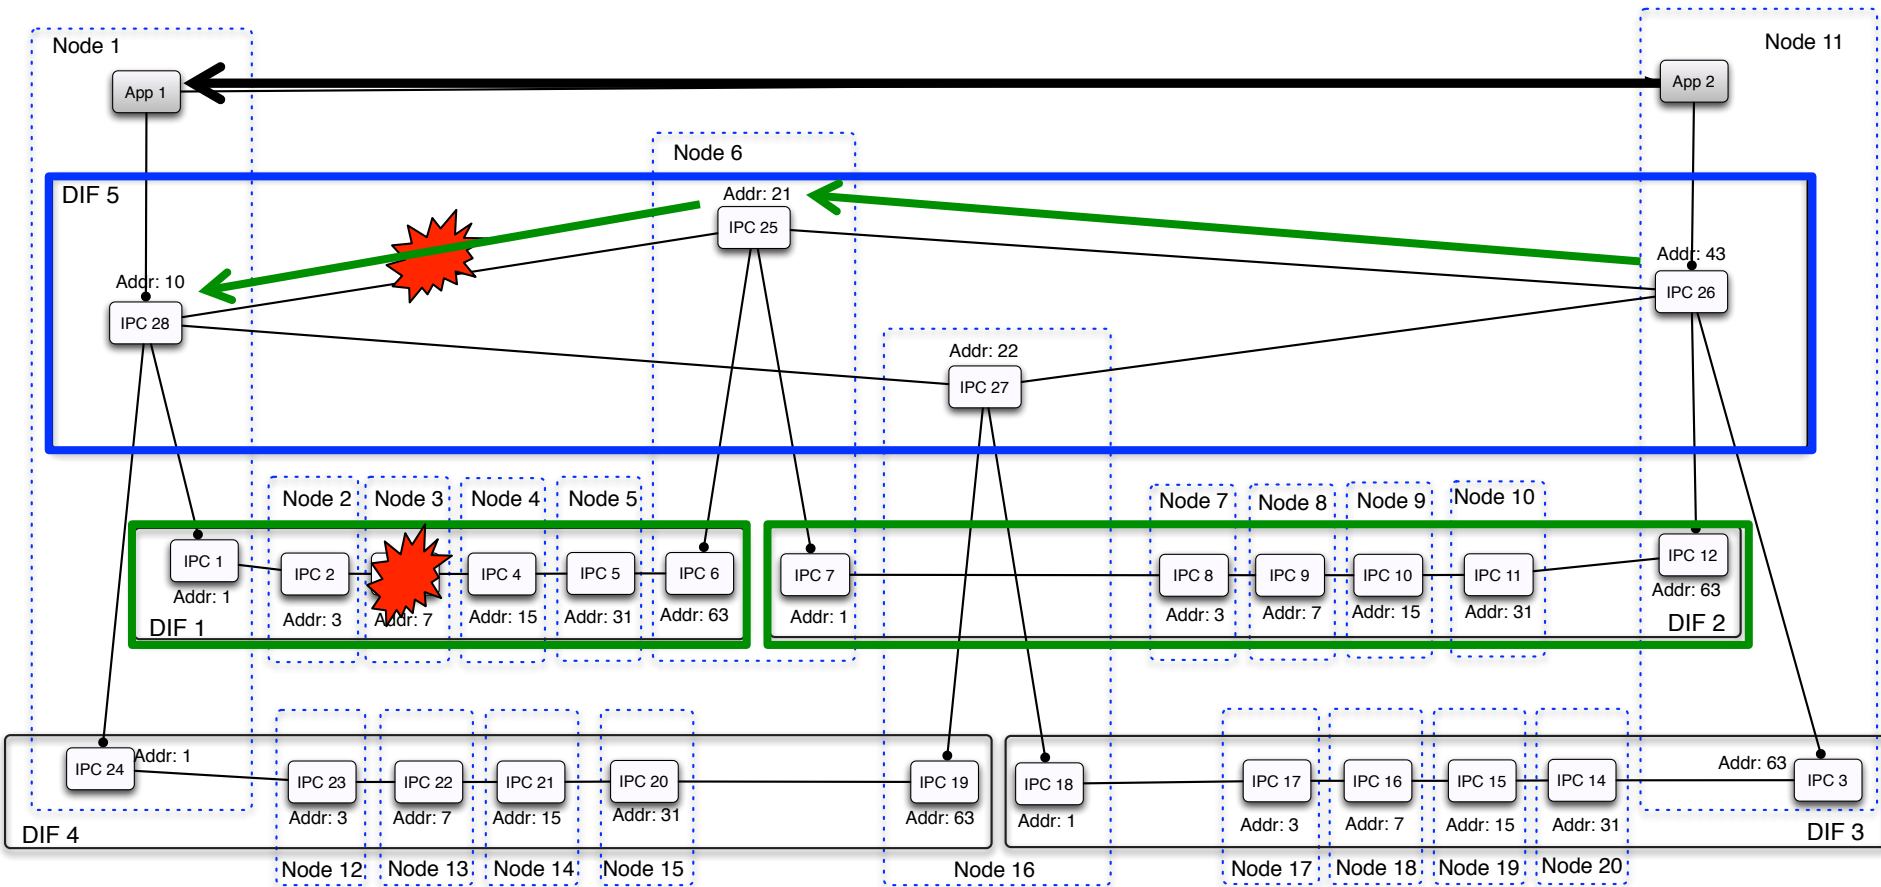 Node 1
Node 11
App 1
App 2
Node 6
DIF 5
Addr: 21
IPC 25
Addr: 43
IPC 26
Addr: 10
IPC 28
Addr: 22
IPC 27
Node 2
Node 3
Node 4
Node 5
Node 7
Node 8
Node 9
Node 10
IPC 1
IPC 2
IPC 4
IPC 5
IPC 6
IPC 7
IPC 8
IPC 9
IPC 10
IPC 11
IPC 12
Addr: 1
Addr: 3
Addr: 7
Addr: 15
Addr: 31
Addr: 63
Addr: 1
Addr: 3
Addr: 7
Addr: 15
Addr: 31
Addr: 63
DIF 1
DIF 2
IPC 24
Addr: 1
IPC 23
IPC 22
IPC 21
IPC 20
IPC 19
IPC 18
IPC 17
IPC 16
IPC 15
IPC 14
Addr: 63
IPC 3
Addr: 3
Addr: 7
Addr: 15
Addr: 31
Addr: 63
Addr: 1
Addr: 3
Addr: 7
Addr: 15
Addr: 31
DIF 4
DIF 3
Node 12
Node 13
Node 14
Node 15
Node 16
Node 17
Node 18
Node 19
Node 20